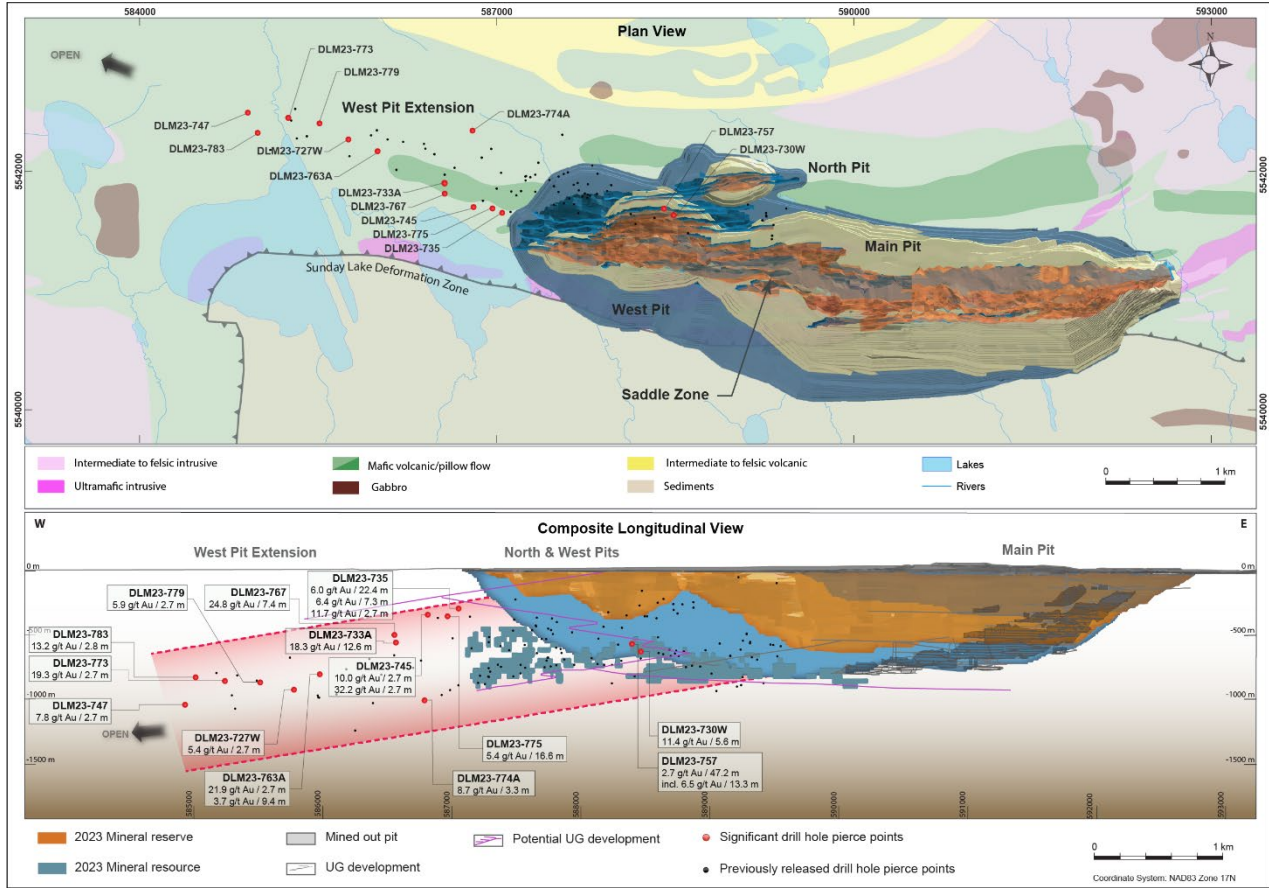 584000
587000
590000
593000
Plan View
N
OPEN
DLM23-773
DLM23-779
West Pit Extension
DLM23-774A
DLM23-747
DLM23-783
DLM23-727W
DLM23-763A
DLM23-757
DLM23-730W
North Pit
5542000
5542000
DLM23-733A
DLM23-767
DLM23-745
DLM23-775
DLM23-735
Main Pit
Sunday Lake Deformation Zone
West Pit
Saddle Zone
5540000
5540000
Intermediate to felsic intrusive
Mafic volcanic/pillow flow
Intermediate to felsic volcanic
Lakes
Ultramafic intrusive
Gabbro
Sediments
Rivers
0 1 km
W
Composite Longitudinal View
E
West Pit Extension
North & West Pits
Main Pit
0 m
0 m
DLM23-735
6.0 g/t Au / 22.4 m
6.4 g/t Au / 7.3 m
11.7 g/t Au / 2.7 m
DLM23-779
5.9 g/t Au / 2.7 m
DLM23-767
24.8 g/t Au / 7.4 m
DLM23-783
13.2 g/t Au / 2.8 m
DLM23-733A
18.3 g/t Au / 12.6 m
-500 m
-500 m
DLM23-773
19.3 g/t Au / 2.7 m
DLM23-745
10.0 g/t Au / 2.7 m
32.2 g/t Au / 2.7 m
DLM23-747
7.8 g/t Au / 2.7 m
-1000 m
-1000 m
OPEN
DLM23-727W
5.4 g/t Au / 2.7 m
DLM23-730W
11.4 g/t Au / 5.6 m
DLM23-775
5.4 g/t Au / 16.6 m
DLM23-757
2.7 g/t Au / 47.2 m
incl. 6.5 g/t Au / 13.3 m
DLM23-763A
21.9 g/t Au / 2.7 m
3.7 g/t Au / 9.4 m
DLM23-774A
8.7 g/t Au / 3.3 m
-1500 m
-1500 m
585000
586000
587000
588000
589000
590000
591000
592000
593000
2023 Mineral reserve
Mined out pit
Potential UG development
Significant drill hole pierce points
2023 Mineral resource
UG development
Previously released drill hole pierce points
0 1 km
Coordinate System: NAD83 Zone 17N